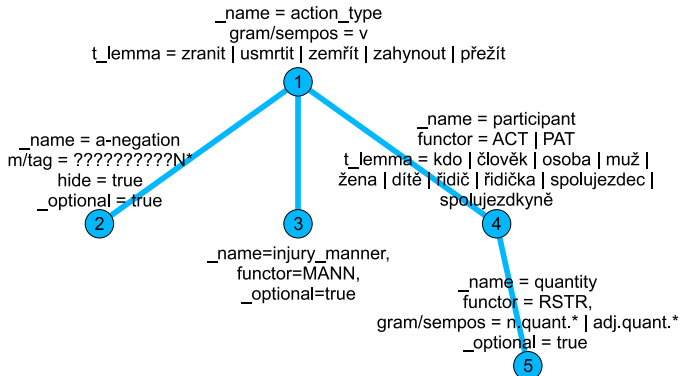 _name = action_type
gram/sempos = v
t_lemma = zranit | usmrtit | zemřít | zahynout | přežít
1
_name = a-negation
m/tag = ??????????N*
hide = true
_optional = true
2
_name=injury_manner,
functor=MANN,
_optional=true
3
_name = participant
functor = ACT | PAT
t_lemma = kdo | člověk | osoba | muž |
žena | dítě | řidič | řidička | spolujezdec |
spolujezdkyně
4
_name = quantity
functor = RSTR,
gram/sempos = n.quant.* | adj.quant.*
_optional = true
5